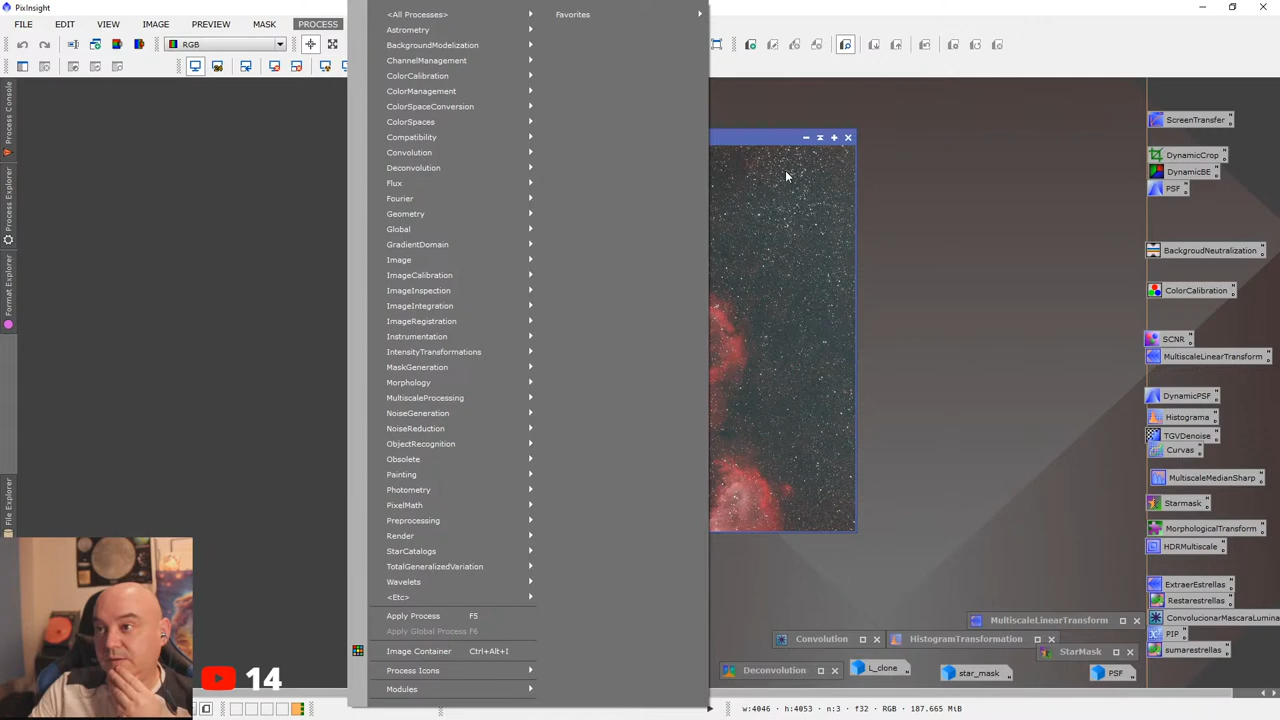 PixInsight
FILE EDIT VIEW IMAGE PREVIEW MASK PROCESS
RGB
Process Console
Process Explorer
Format Explorer
File Explorer
<All Processes>
Astrometry
BackgroundModelization
ChannelManagement
ColorCalibration
ColorManagement
ColorSpaceConversion
ColorSpaces
Compatibility
Convolution
Deconvolution
Flux
Fourier
Geometry
Global
GradientDomain
Image
ImageCalibration
ImageInspection
ImageIntegration
ImageRegistration
Instrumentation
IntensityTransformations
MaskGeneration
Morphology
MultiscaleProcessing
NoiseGeneration
NoiseReduction
ObjectRecognition
Obsolete
Painting
Photometry
PixelMath
Preprocessing
Render
StarCatalogs
TotalGeneralizedVariation
Wavelets
<Etc>
Apply Process F5
Apply Global Process F6
Image Container Ctrl+Alt+I
Process Icons
Modules
Favorites
ScreenTransfer
DynamicCrop
DynamicBE
PSF
BackgroudNeutralization
ColorCalibration
SCNR
MultiscaleLinearTransform
DynamicPSF
Histograma
TGVDenoise
Curvas
MultiscaleMedianSharp
Starmask
MorphologicalTransform
HDRMultiscale
ExtraerEstrellas
Restarestrellas
ConvolucionarMascaraLumina
PIP
sumarestrellas
MultiscaleLinearTransform
Convolution
HistogramTransformation
StarMask
Deconvolution
L_clone
star_mask
PSF
14
w:4046 · h:4053 · n:3 · f32 · RGB · 187.665 MiB